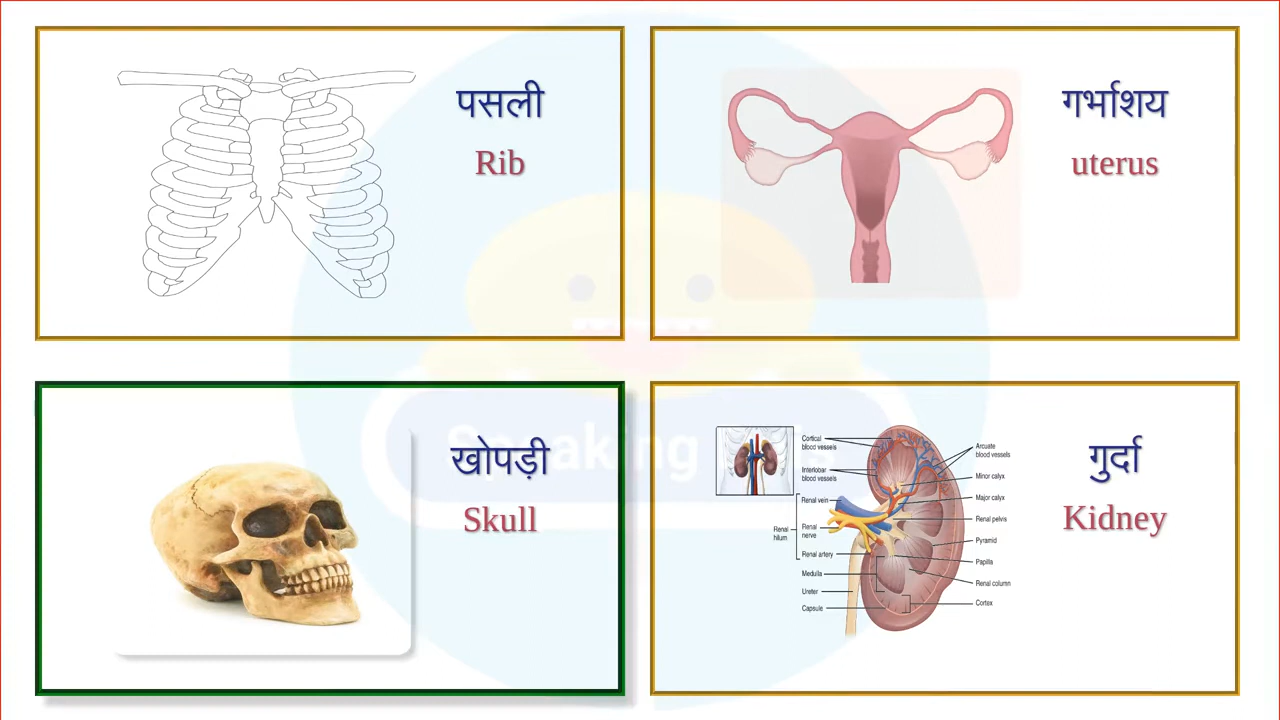 पसली
Rib
गर्भाशय
uterus
खोपड़ी
Skull
गुर्दा
Kidney
Cortical
blood vessels
Interlobar
blood vessels
Renal vein
Renal
hilum
Renal
nerve
Renal artery
Medulla
Ureter
Capsule
Arcuate
blood vessels
Minor calyx
Major calyx
Renal pelvis
Pyramid
Papilla
Renal column
Cortex